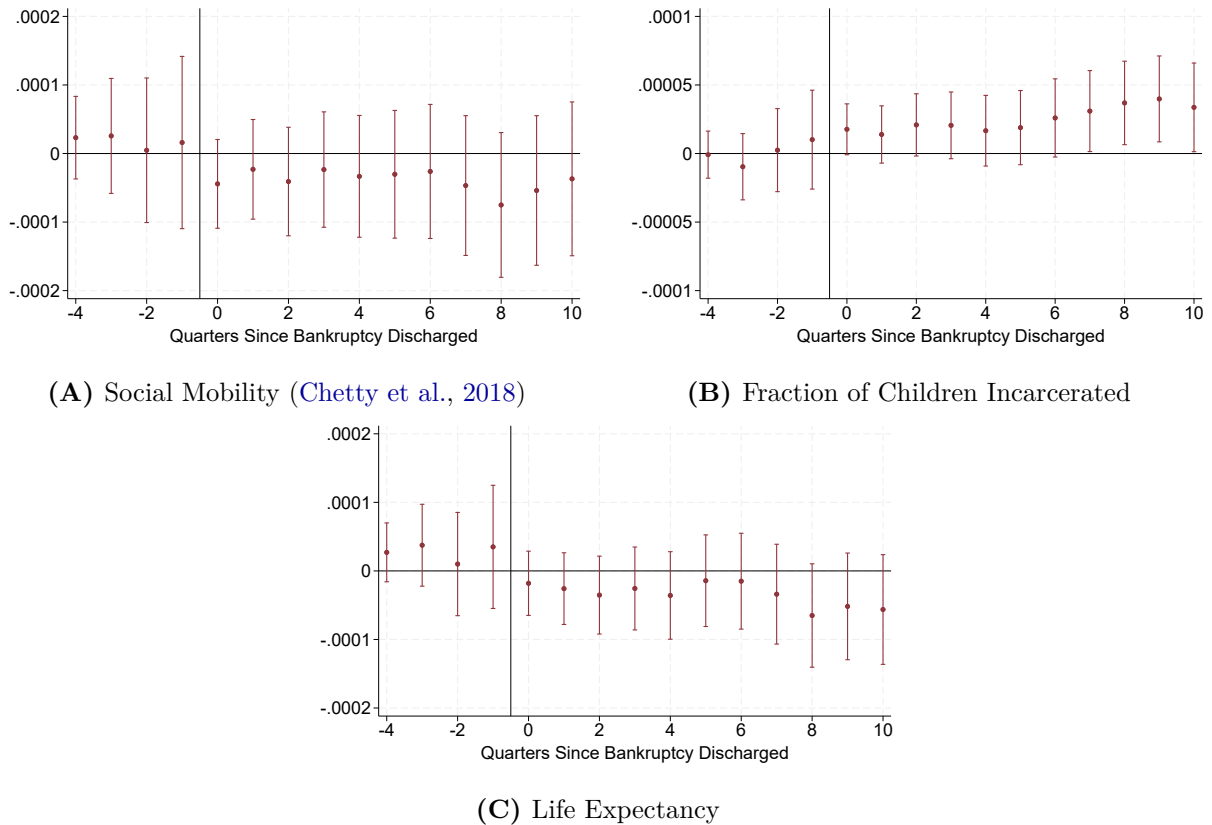 .0002
.0001
0
-.0001
-.0002
-4 -2 0 2 4 6 8 10
Quarters Since Bankruptcy Discharged
(A) Social Mobility (Chetty et al., 2018)
.0001
.00005
0
-.00005
-.0001
-4 -2 0 2 4 6 8 10
Quarters Since Bankruptcy Discharged
(B) Fraction of Children Incarcerated
.0002
.0001
0
-.0001
-.0002
-4 -2 0 2 4 6 8 10
Quarters Since Bankruptcy Discharged
(C) Life Expectancy